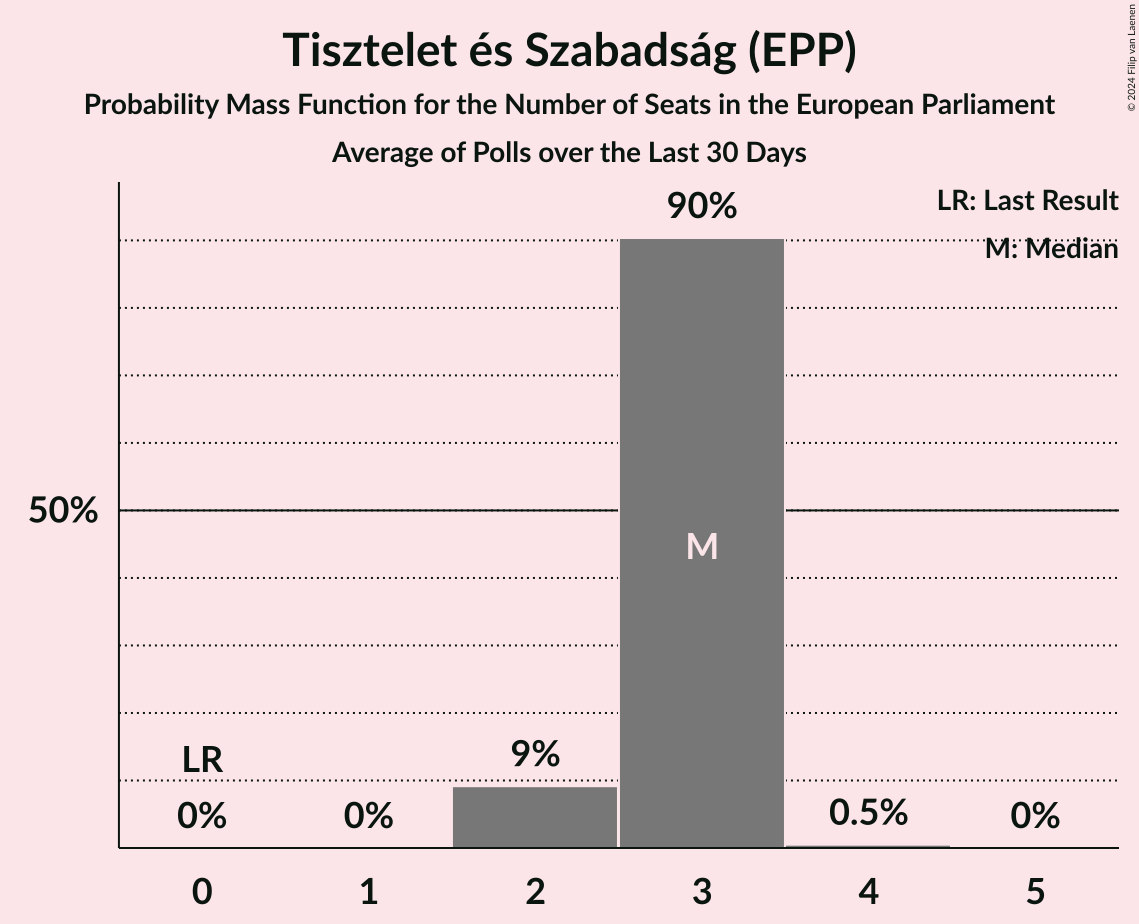 Tisztelet és Szabadság (EPP)
Probability Mass Function for the Number of Seats in the European Parliament
Average of Polls over the Last 30 Days
© 2024 Filip van Laenen
LR: Last Result
M: Median
90%
50%
M
LR
9%
0%
0%
0.5%
0%
0 1 2 3 4 5